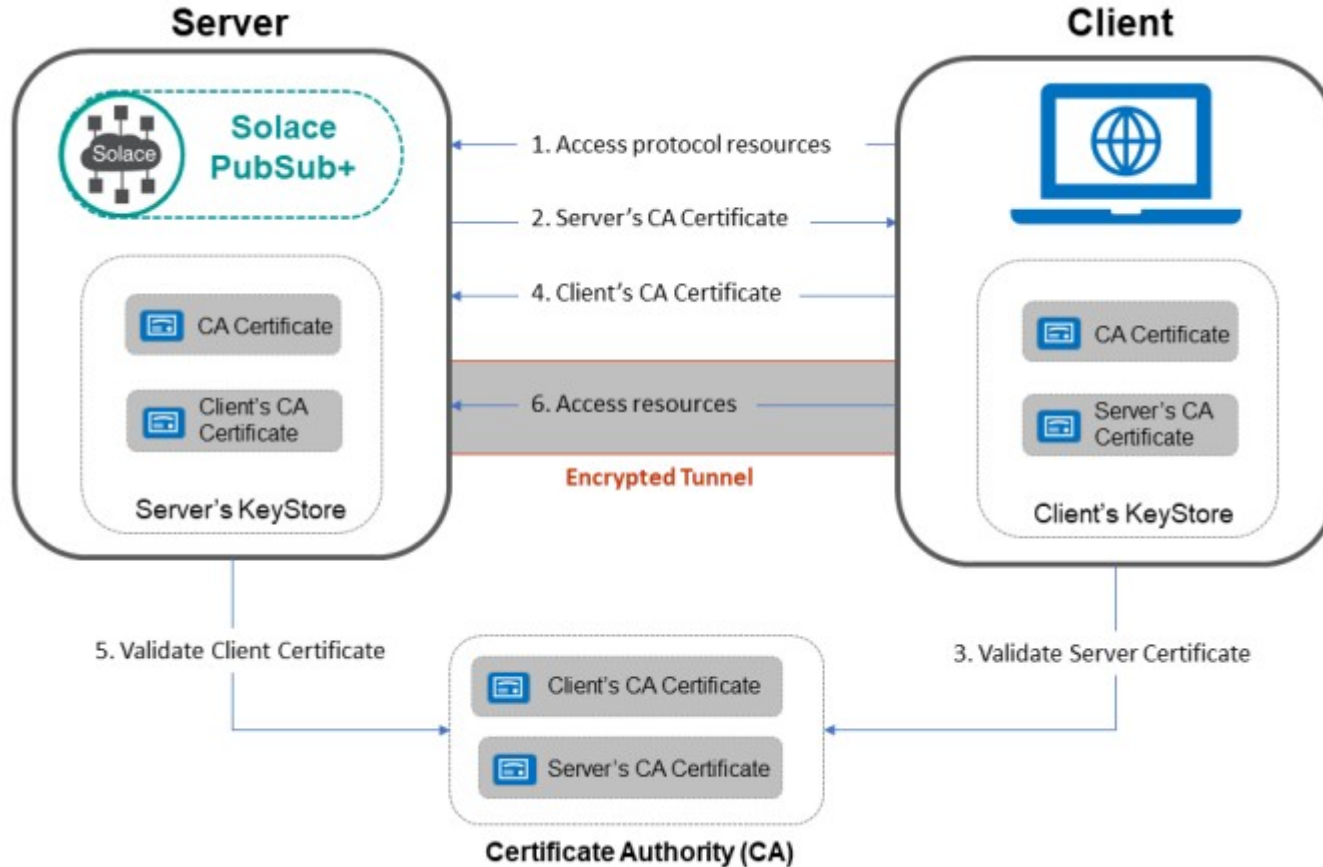 Server
Client
Solace
Solace
PubSub+
1. Access protocol resources
2. Server's CA Certificate
4. Client's CA Certificate
6. Access resources
Encrypted Tunnel
CA Certificate
Client's CA
Certificate
Server's KeyStore
CA Certificate
Server's CA
Certificate
Client's KeyStore
5. Validate Client Certificate
3. Validate Server Certificate
Client's CA Certificate
Server's CA Certificate
Certificate Authority (CA)